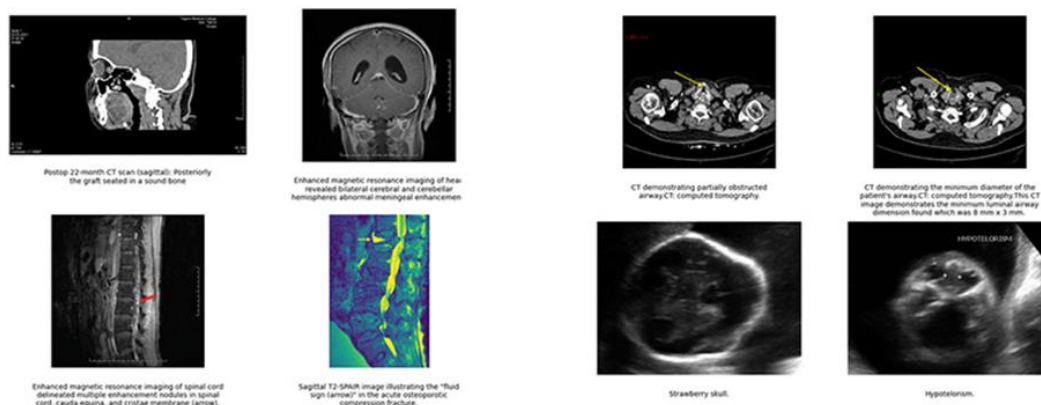 Postop 22-month CT scan (sagittal): Posteriorly
the graft seated in a sound bone
Enhanced magnetic resonance imaging of hea
revealed bilateral cerebral and cerebellar
hemispheres abnormal meningeal enhancemen
CT demonstrating partially obstructed
airway.CT: computed tomography.
CT demonstrating the minimum diameter of the
patient's airway.CT: computed tomography.This CT
image demonstrates the minimum luminal airway
dimension found which was 8 mm x 3 mm.
HYPOTELORISM
Enhanced magnetic resonance imaging of spinal cord
delineated multiple enhancement nodules in spinal
cord, cauda equina, and cristae membrane (arrow).
Sagittal T2-SPAIR image illustrating the "fluid
sign (arrow)" in the acute osteoporotic
compression fracture.
Strawberry skull.
Hypotelorism.